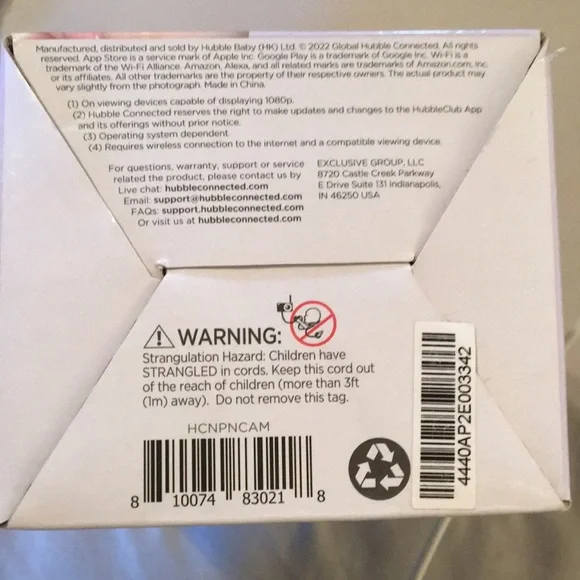 Manufactured, distributed and sold by Hubble Baby (HK) Ltd. © 2022 Global Hubble Connected. All rights
reserved. App Store is a service mark of Apple Inc. Google Play is a trademark of Google Inc. Wi-Fi is a
trademark of the Wi-Fi Alliance. Amazon, Alexa, and all related marks are trademarks of Amazon.com, Inc.
or its affiliates. All other trademarks are the property of their respective owners. The actual product may
vary slightly from the photograph. Made in China.
(1) On viewing devices capable of displaying 1080p.
(2) Hubble Connected reserves the right to make updates and changes to the HubbleClub App
and its offerings without prior notice.
(3) Operating system dependent
(4) Requires wireless connection to the internet and a compatible viewing device.
For questions, warranty, support or service
related to the product, please contact us by
Live chat: hubbleconnected.com
Email: support@hubbleconnected.com
FAQs: support.hubbleconnected.com
Or visit us at hubbleconnected.com
EXCLUSIVE GROUP, LLC
8720 Castle Creek Parkway
E Drive Suite 131 Indianapolis,
IN 46250 USA
WARNING:
Strangulation Hazard: Children have
STRANGLED in cords. Keep this cord out
of the reach of children (more than 3ft
(1m) away). Do not remove this tag.
HCNPNCAM
8 10074 83021 8
4440AP2E003342